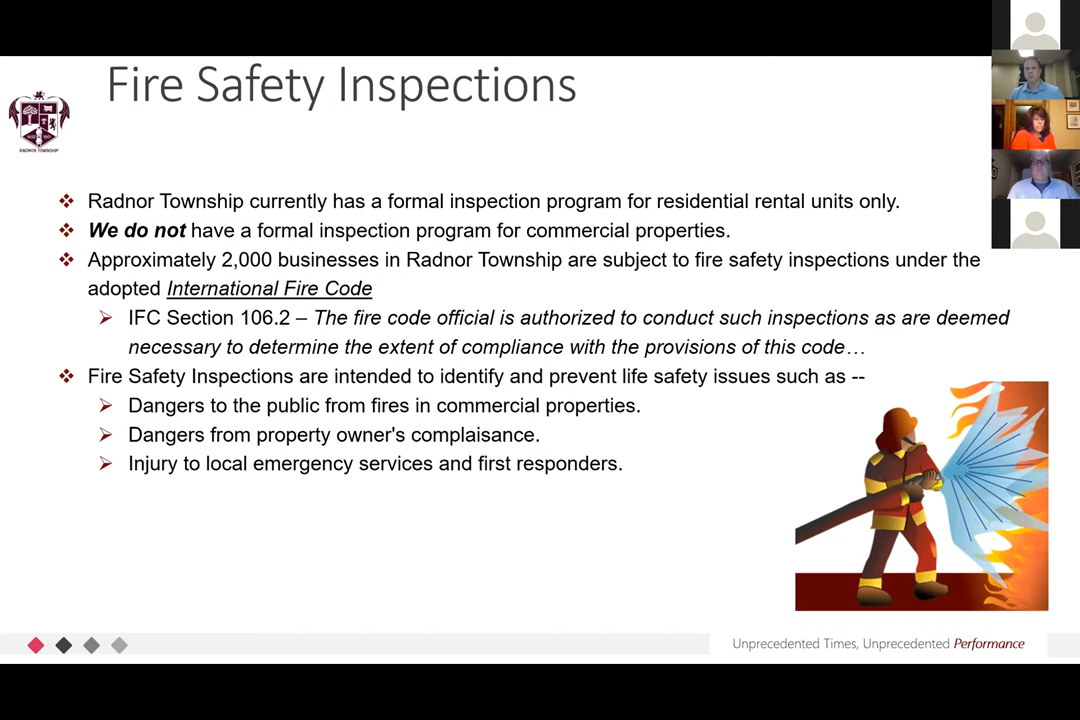 Fire Safety Inspections
RADNOR TOWNSHIP
Radnor Township currently has a formal inspection program for residential rental units only.
We do not have a formal inspection program for commercial properties.
Approximately 2,000 businesses in Radnor Township are subject to fire safety inspections under the
adopted International Fire Code
IFC Section 106.2 – The fire code official is authorized to conduct such inspections as are deemed
necessary to determine the extent of compliance with the provisions of this code…
Fire Safety Inspections are intended to identify and prevent life safety issues such as --
Dangers to the public from fires in commercial properties.
Dangers from property owner's complaisance.
Injury to local emergency services and first responders.
Unprecedented Times, Unprecedented Performance